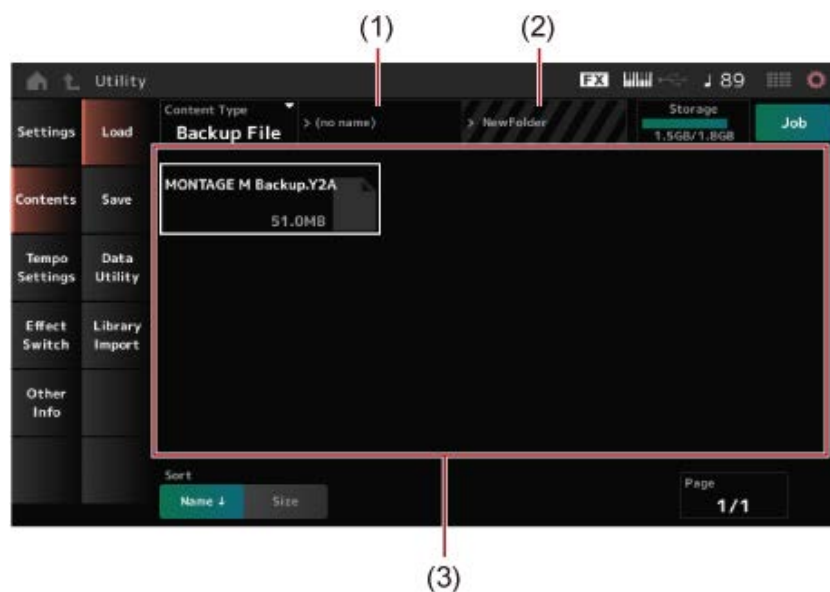 (1) (2)
Utility FX ♩ 89
Settings Load Content Type Backup File > (no name) > NewFolder Storage 1.5GB/1.8GB Job
Contents Save MONTAGE M Backup.Y2A
51.0MB
Tempo Settings Data Utility
Effect Switch Library Import
Other Info
Sort Page
Name ↓ Size 1/1
(3)